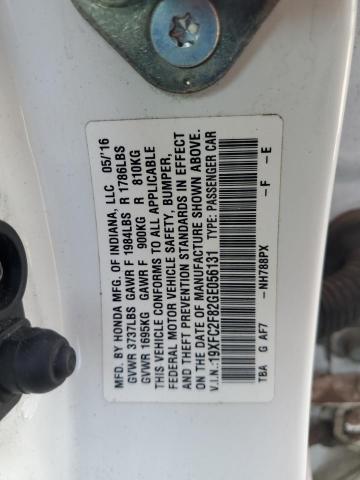 MFD. BY HONDA MFG. OF INDIANA, LLC 05/'16
GVWR 3737LBS GAWR F 1984LBS R 1786LBS
GVWR 1695KG GAWR F 900KG R 810KG
THIS VEHICLE CONFORMS TO ALL APPLICABLE
FEDERAL MOTOR VEHICLE SAFETY, BUMPER,
AND THEFT PREVENTION STANDARDS IN EFFECT
ON THE DATE OF MANUFACTURE SHOWN ABOVE.
V.I.N.:19XFC2F82GE056131 TYPE: PASSENGER CAR
TBA G AF7 -NH788PX -F -E